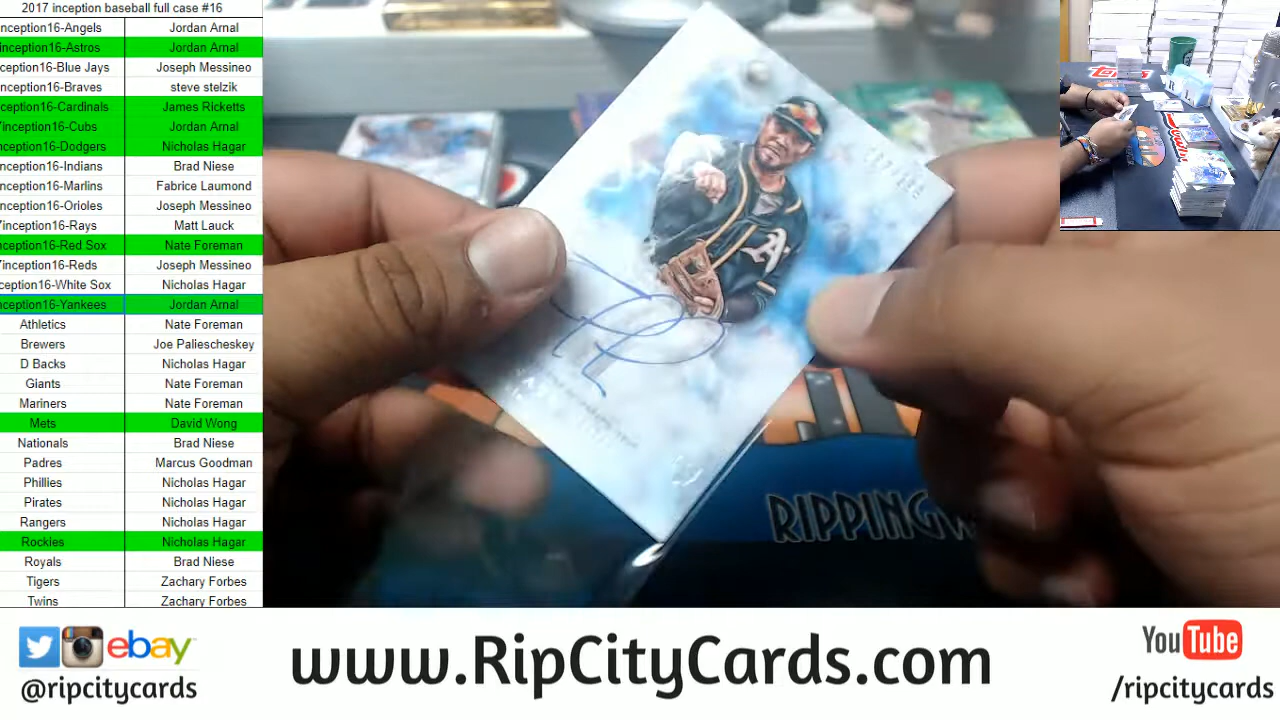 2017 inception baseball full case #16
nception16-Angels Jordan Arnal
inception16-Astros Jordan Arnal
ception16-Blue Jays Joseph Messineo
nception16-Braves steve stelzik
nception16-Cardinals James Ricketts
'inception16-Cubs Jordan Arnal
nception16-Dodgers Nicholas Hagar
inception16-Indians Brad Niese
nception16-Marlins Fabrice Laumond
nception16-Orioles Joseph Messineo
inception16-Rays Matt Lauck
nception16-Red Sox Nate Foreman
'inception16-Reds Joseph Messineo
nception16-White Sox Nicholas Hagar
nception16-Yankees Jordan Arnal
Athletics Nate Foreman
Brewers Joe Paliescheskey
D Backs Nicholas Hagar
Giants Nate Foreman
Mariners Nate Foreman
Mets David Wong
Nationals Brad Niese
Padres Marcus Goodman
Phillies Nicholas Hagar
Pirates Nicholas Hagar
Rangers Nicholas Hagar
Rockies Nicholas Hagar
Royals Brad Niese
Tigers Zachary Forbes
Twins Zachary Forbes
A's
RIPPINGW
ebay
@ripcitycards
www.RipCityCards.com
YouTube
/ripcitycards